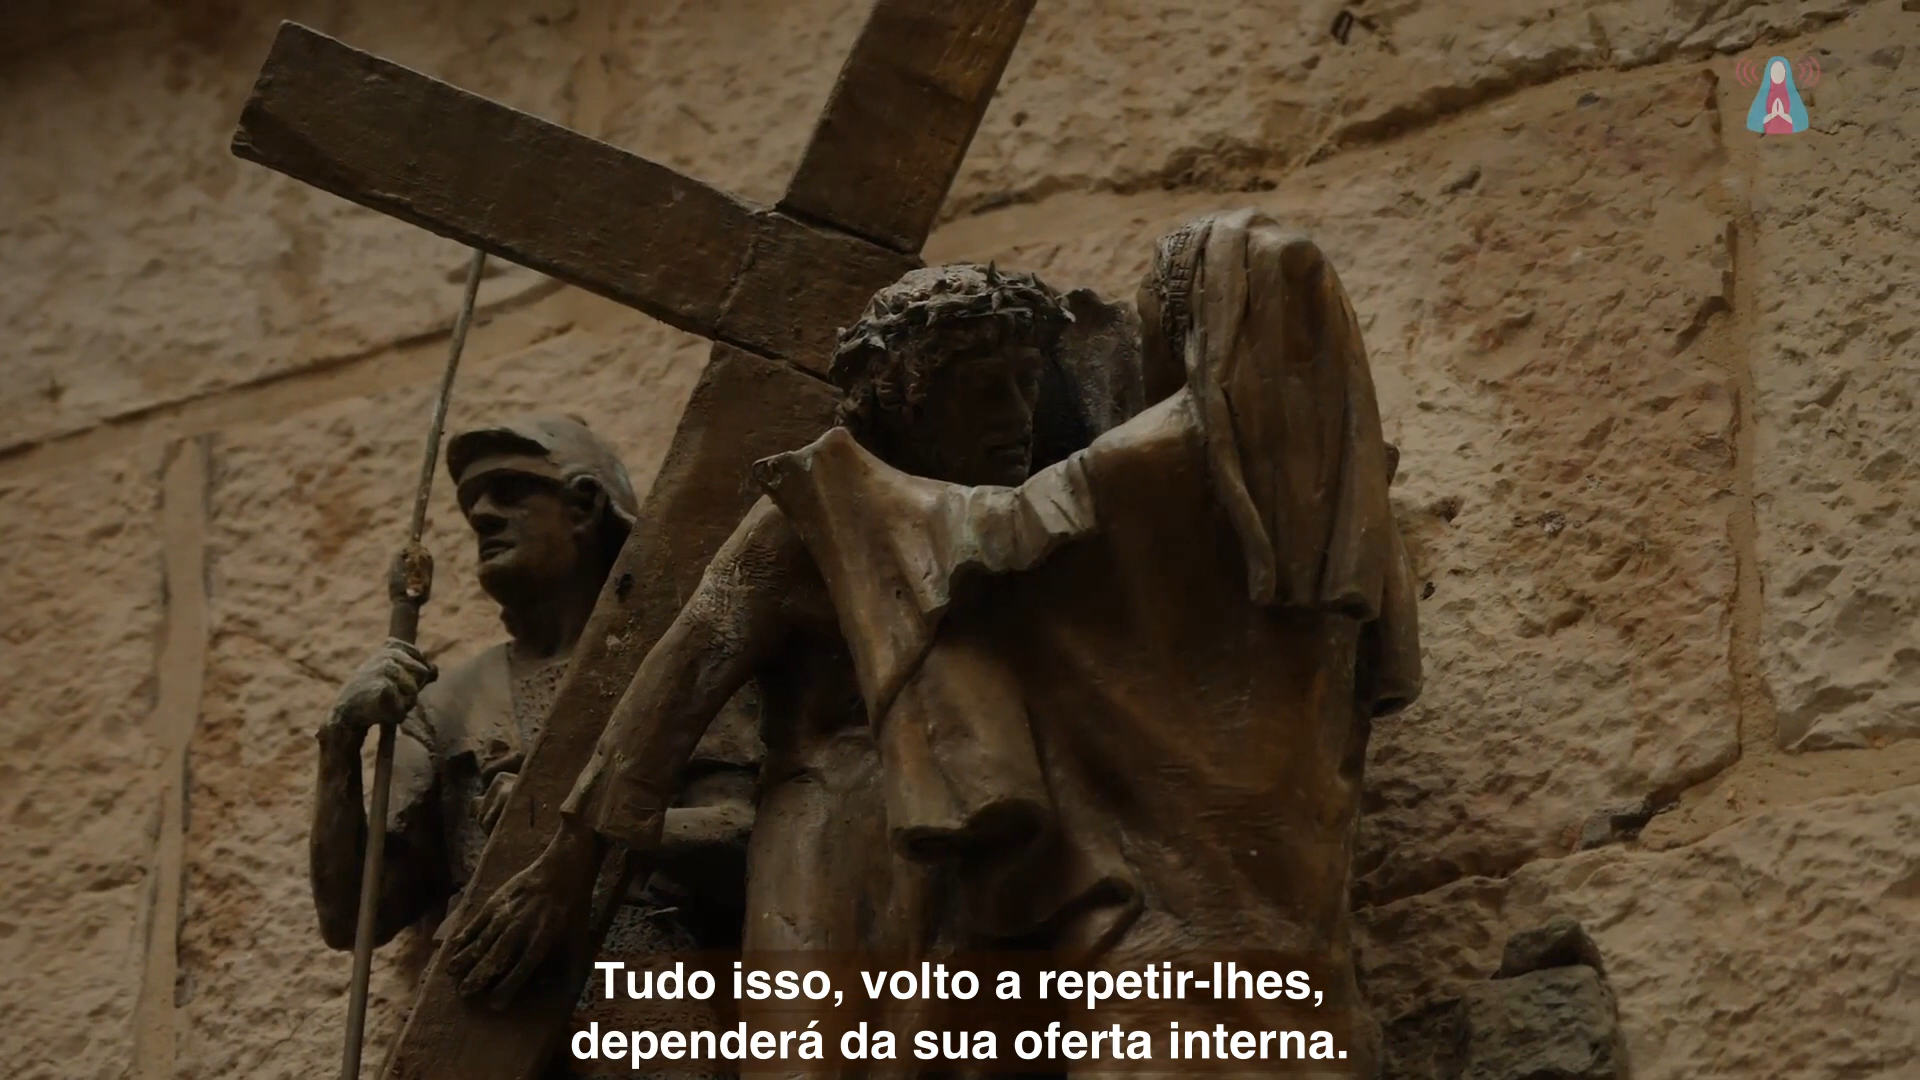 Tudo isso, volto a repetir-lhes,
dependerá da sua oferta interna.